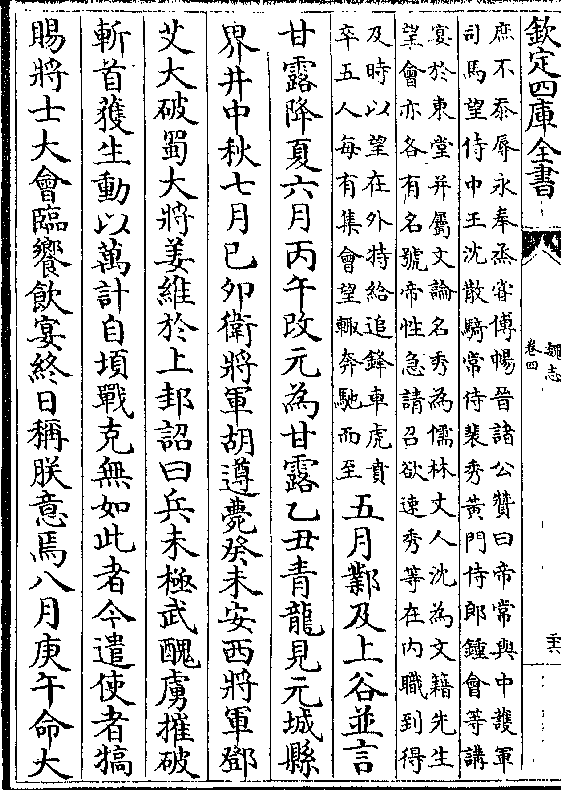 欽定四庫全書
魏志
卷四
庶不忝辱永奉烝嘗傅暢晉諸公贊曰帝常與中護軍
司馬望侍中王沈散騎常侍裴秀黃門侍郎鍾會等講
宴於東堂并屬文論名秀為儒林丈人沈為文籍先生
望會亦各有名號帝性急請召欲速秀等在內職到得
及時以望在外特給追鋒車虎賁
卒五人每有集會望輒奔馳而至
五月鄴及上谷並言
甘露降夏六月丙午改元為甘露乙丑青龍見元城縣
界井中秋七月已卯衛將軍胡遵薨癸未安西將軍鄧
艾大破蜀大將姜維於上邽詔曰兵未極武醜虜摧破
斬首獲生動以萬計自頃戰克無如此者今遣使者犒
賜將士大會臨饗飲宴終日稱朕意焉八月庚午命大